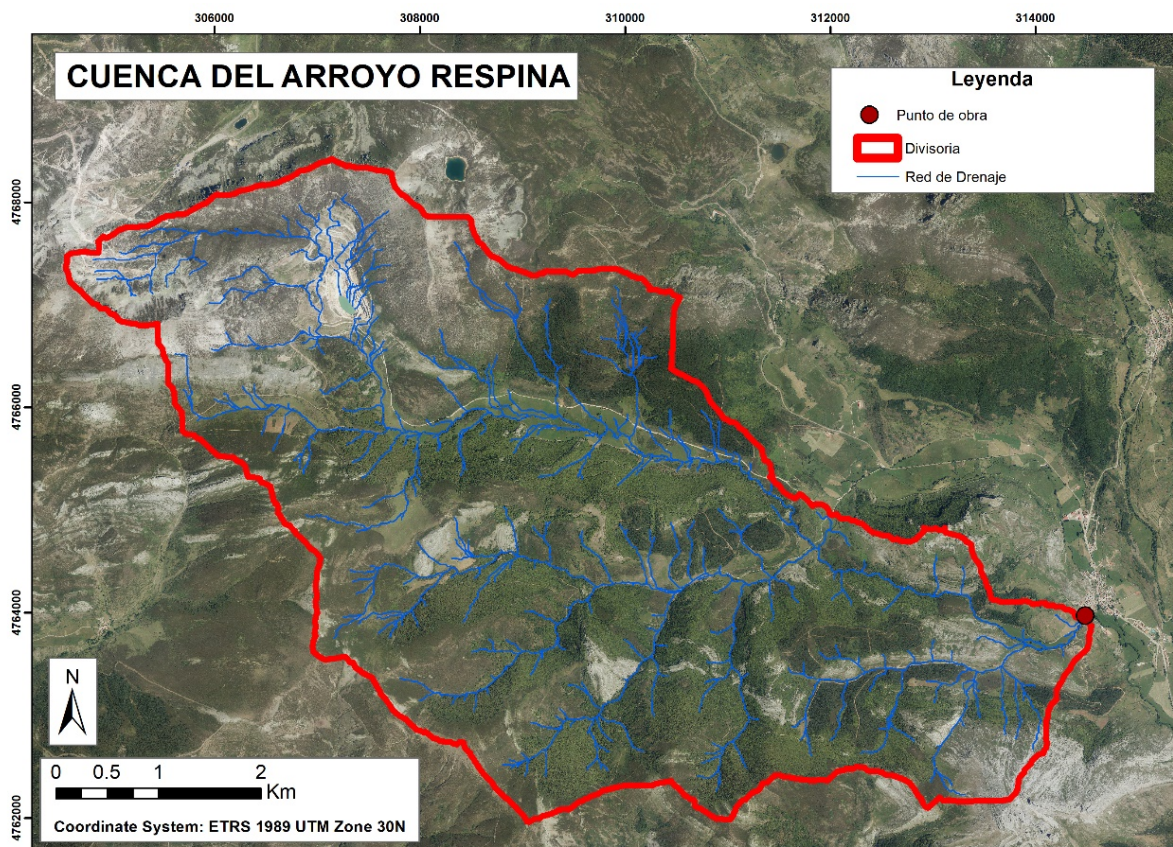 306000 308000 310000 312000 314000
CUENCA DEL ARROYO RESPINA
Leyenda
Punto de obra
Divisoria
Red de Drenaje
4768000
4766000
4764000
4762000
N
0 0.5 1 2
Km
Coordinate System: ETRS 1989 UTM Zone 30N